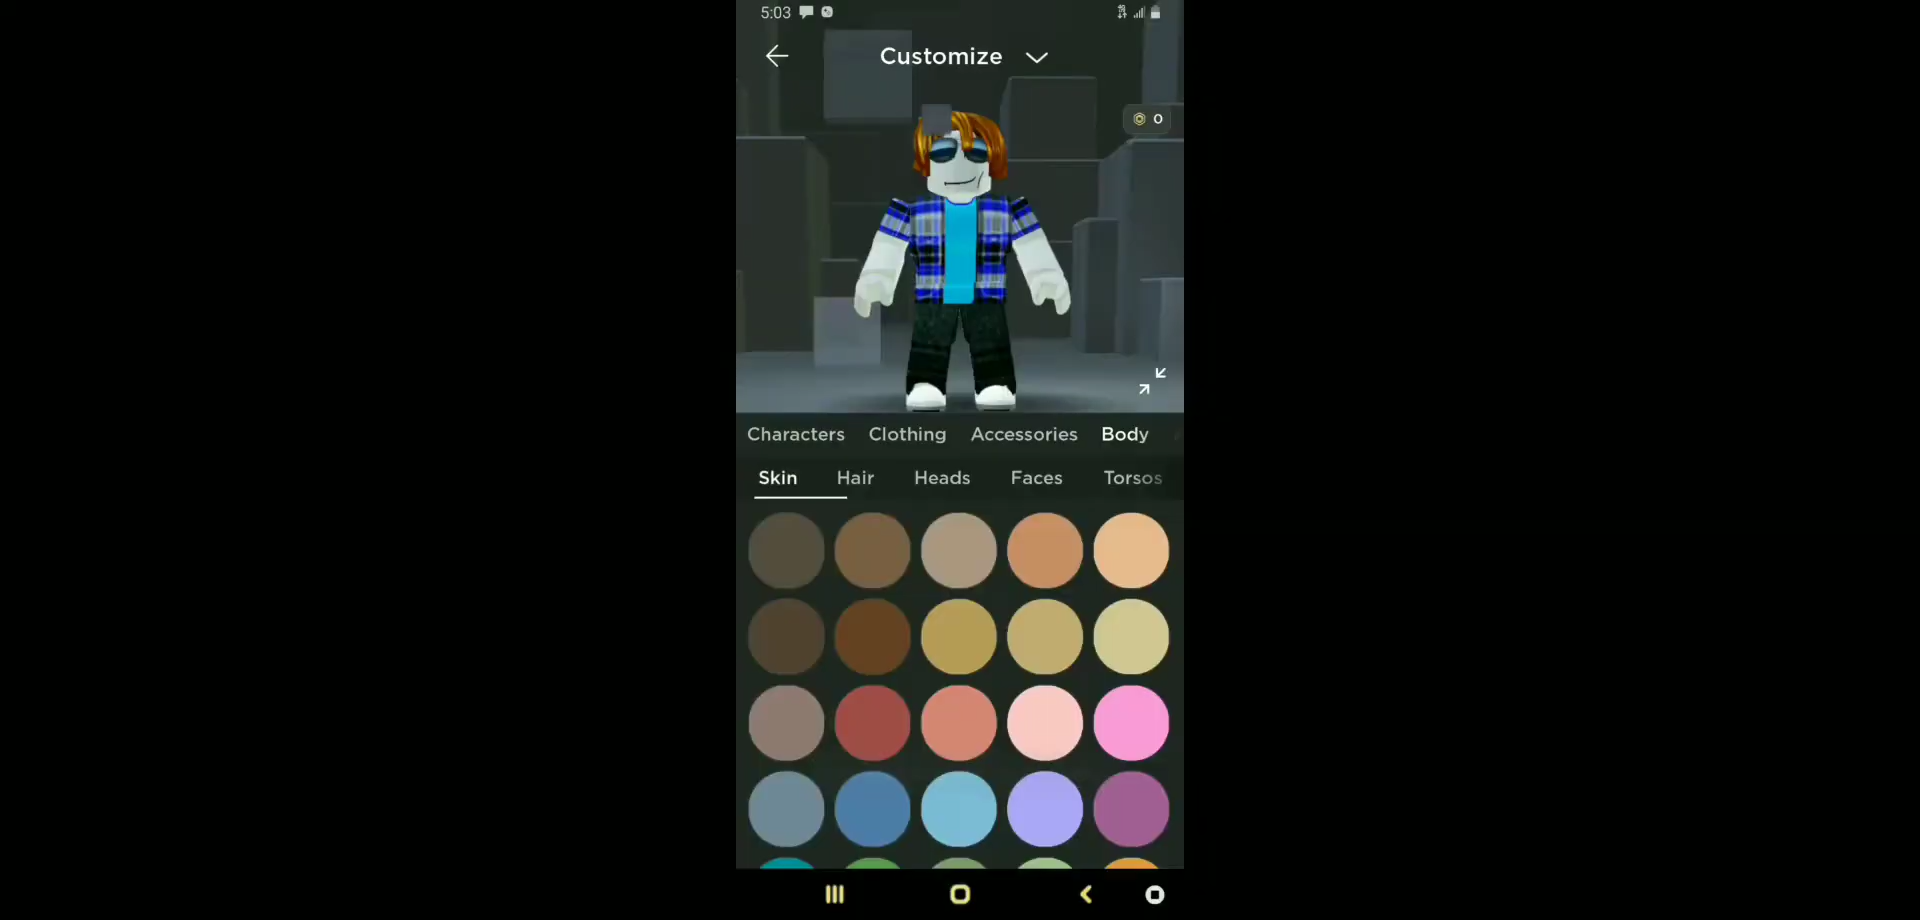 5:03
Customize
0
Characters Clothing Accessories Body
Skin Hair Heads Faces Torsos